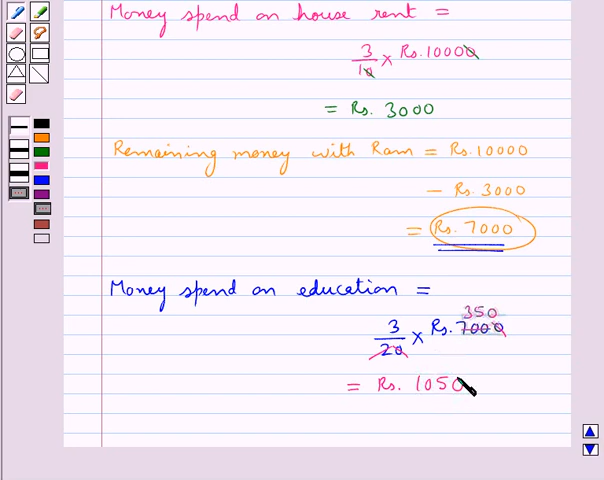 Money spend on house rent =
3/10 × Rs. 10000
= Rs. 3000
Remaining money with Ram = Rs. 10000
− Rs. 3000
= Rs. 7000
Money spend on education =
350
3/20 × Rs. 7000
= Rs. 1050